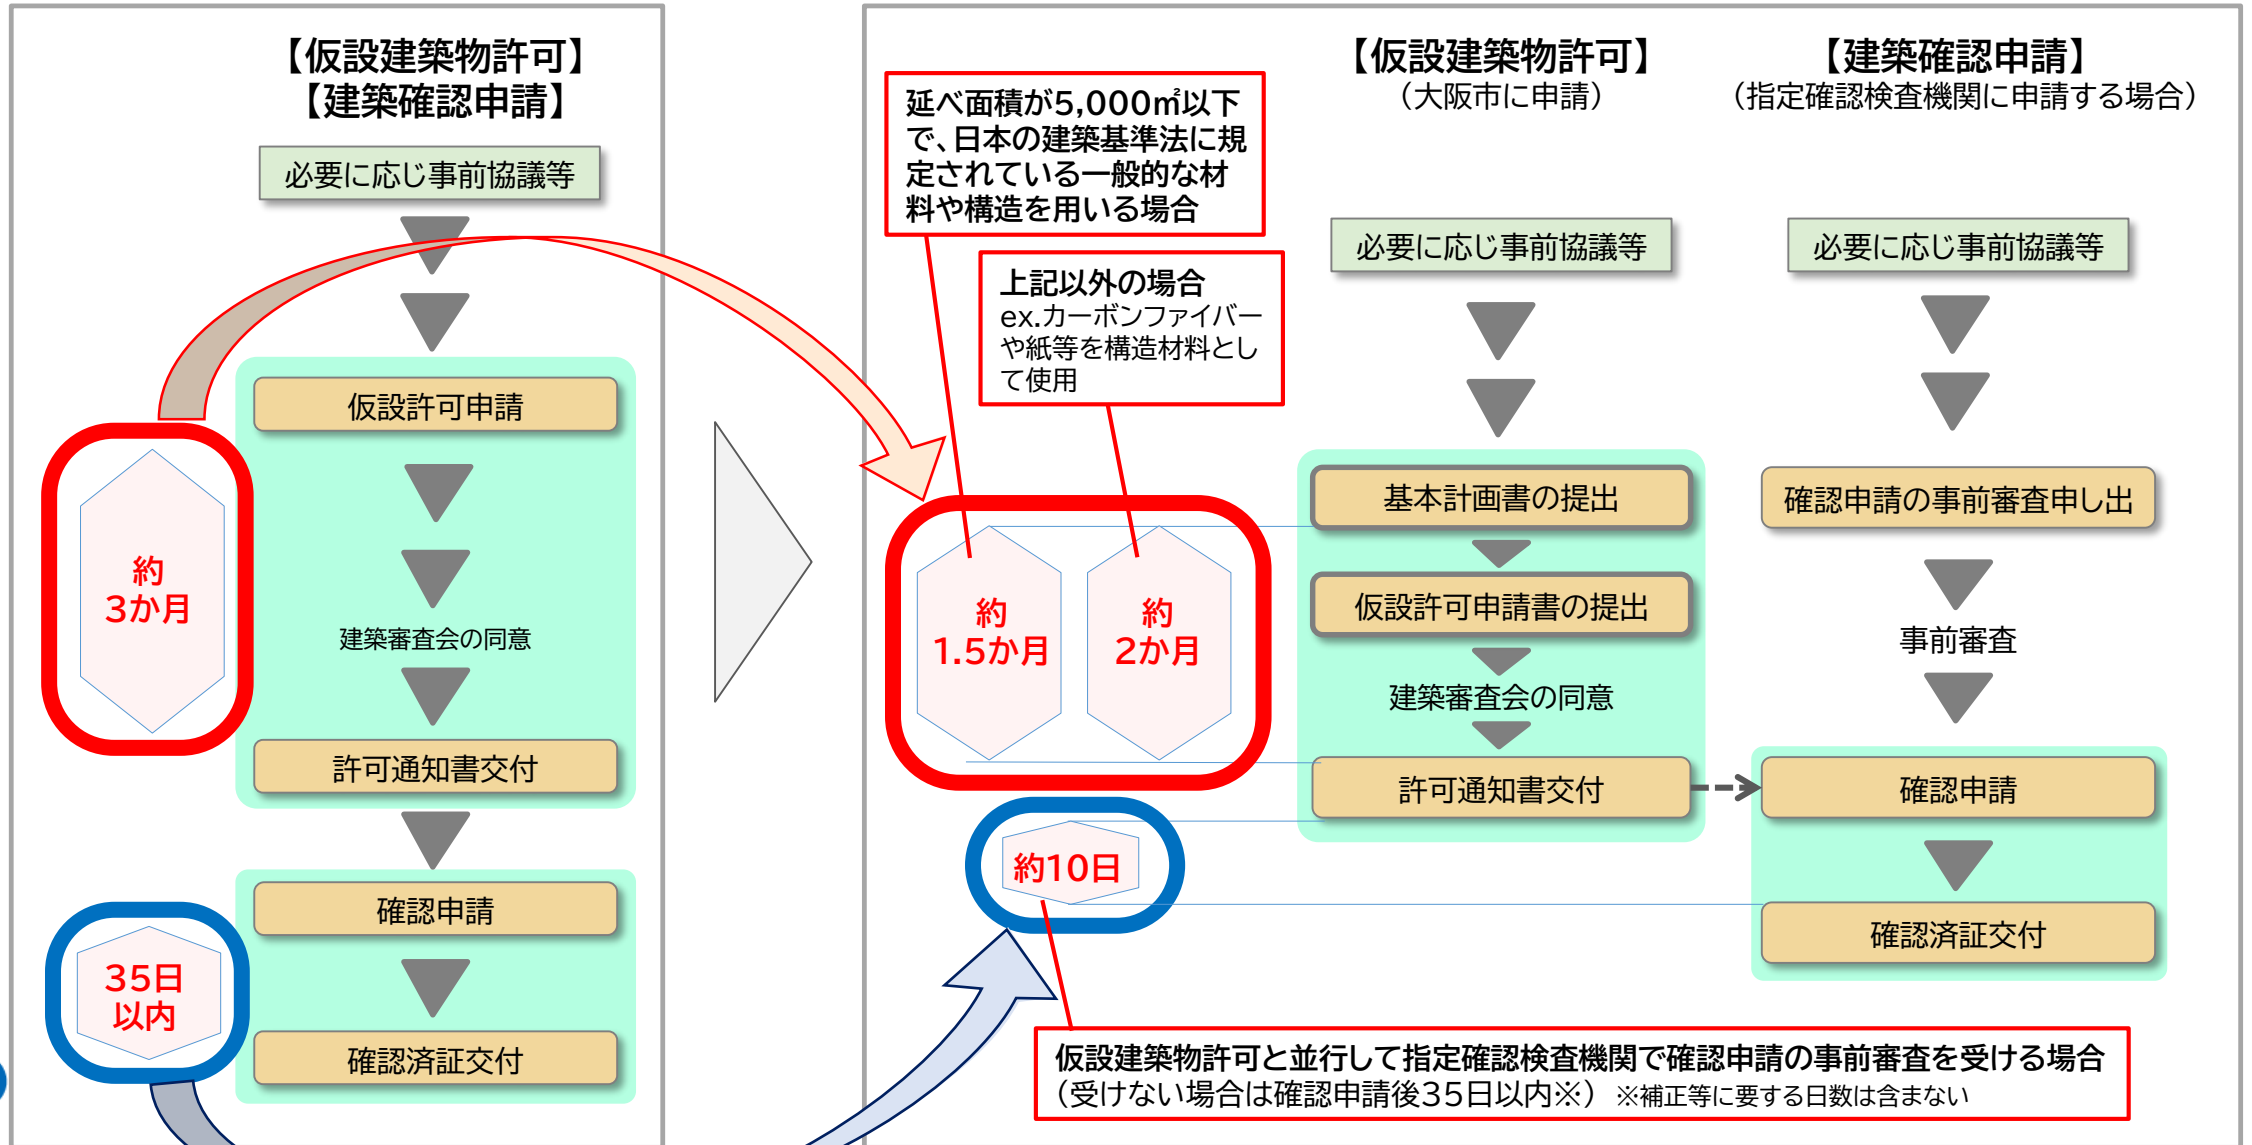 【仮設建築物許可】
【建築確認申請】
必要に応じ事前協議等
仮設許可申請
約
3か月
建築審査会の同意
許可通知書交付
確認申請
35日
以内
確認済証交付
延べ面積が5,000㎡以下
で、日本の建築基準法に規
定されている一般的な材
料や構造を用いる場合
上記以外の場合
ex.カーボンファイバー
や紙等を構造材料とし
て使用
約
1.5か月
約
2か月
約10日
【仮設建築物許可】
（大阪市に申請）
必要に応じ事前協議等
基本計画書の提出
仮設許可申請書の提出
建築審査会の同意
許可通知書交付
【建築確認申請】
（指定確認検査機関に申請する場合）
必要に応じ事前協議等
確認申請の事前審査申し出
事前審査
確認申請
確認済証交付
仮設建築物許可と並行して指定確認検査機関で確認申請の事前審査を受ける場合
（受けない場合は確認申請後35日以内※） ※補正等に要する日数は含まない